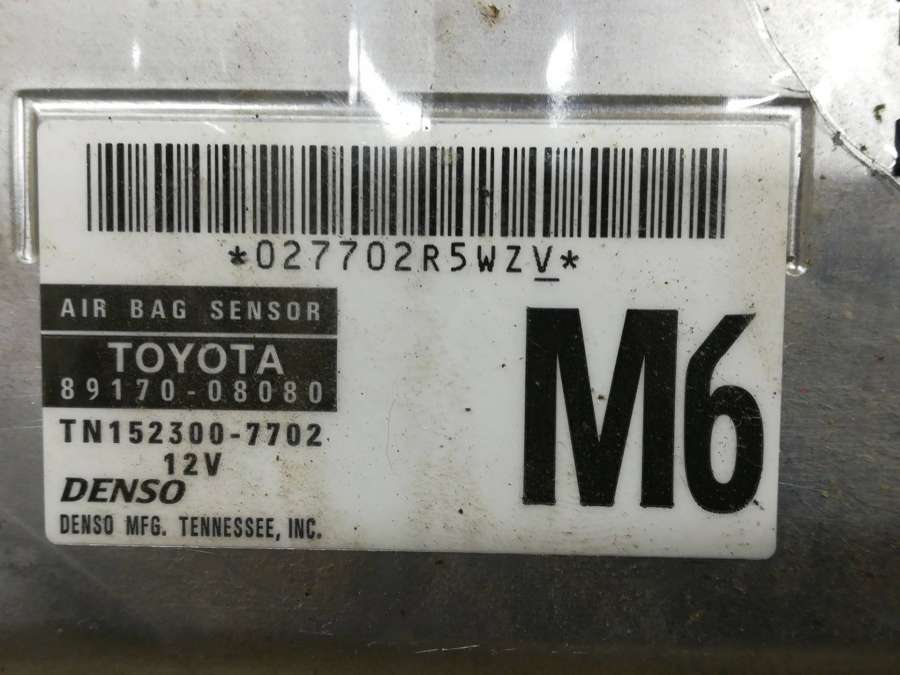 *027702R5WZV*
AIR BAG SENSOR
TOYOTA
89170-08080
TN152300-7702
12V
DENSO
DENSO MFG. TENNESSEE, INC.
M6